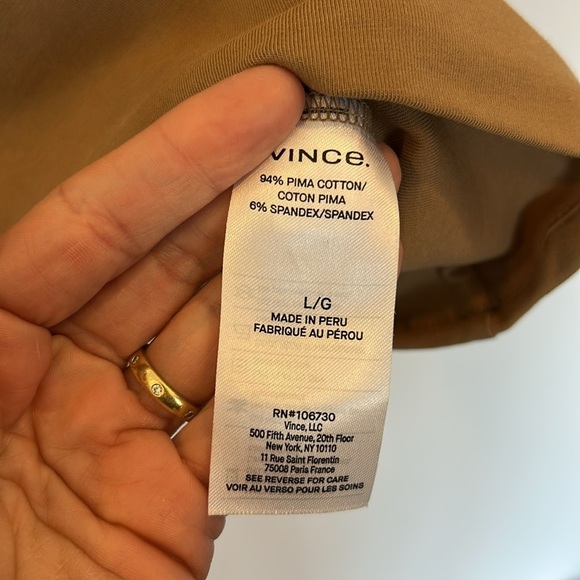 VINCE.
94% PIMA COTTON/
COTON PIMA
6% SPANDEX/SPANDEX
L/G
MADE IN PERU
FABRIQUÉ AU PÉROU
RN#106730
Vince, LLC
500 Fifth Avenue, 20th Floor
New York, NY 10110
11 Rue Saint Florentin
75008 Paris France
SEE REVERSE FOR CARE
VOIR AU VERSO POUR LES SOINS